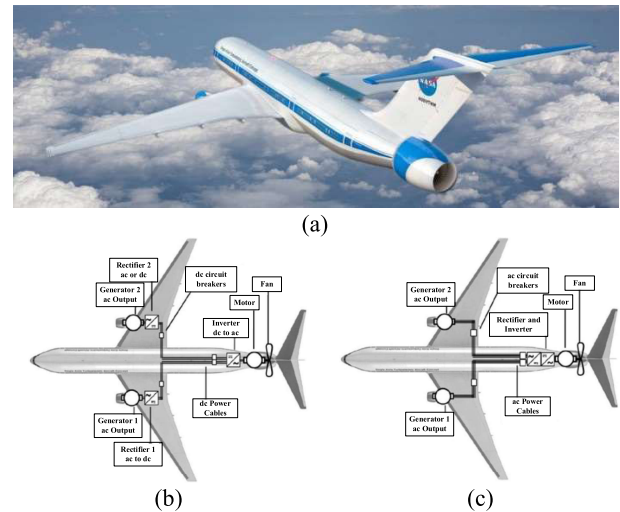 NASA
(a)
Rectifier 2
ac or dc
Generator 2
ac Output
dc circuit
breakers
Fan
Motor
Inverter
dc to ac
dc Power
Cables
Generator 1
ac Output
Rectifier 1
ac to dc
(b)
Generator 2
ac Output
ac circuit
breakers
Fan
Motor
Rectifier and
Inverter
ac Power
Cables
Generator 1
ac Output
(c)